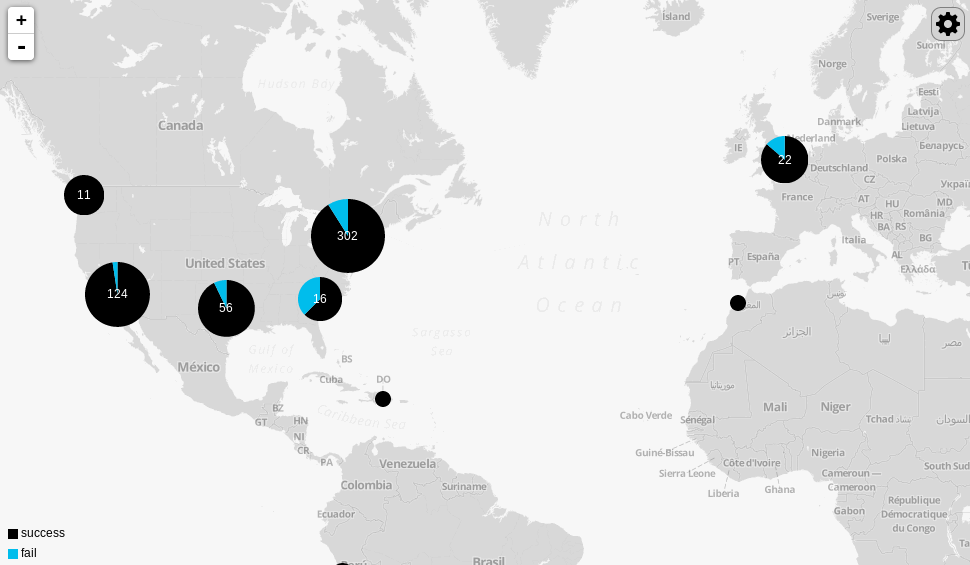 +
-
Ísland
Sverige
Suomi
Norge
Hudson Bay
Eesti
Latvija
Danmark
Lietuva
Canada
Nederland
IE
Беларусь
22
Polska
Deutschland
CZ
11
France
AT
HU
MD
HR
România
BA
RS
North
302
BG
Italia
España
PT
AL
United States
Atlantic
Ελλάδα
124
16
56
Ocean
تونس
الجزائر
ليبيا
مصر
Sargasso
Sea
Gulf of
Mexico
BS
México
Cuba
DO
موريتانيا
BZ
Caribbean Sea
Mali
Niger
Cabo Verde
Sénégal
Tchad تشاد
السودان
GT
HN
NI
CR
PA
Guiné-Bissau
Nigeria
Venezuela
Côte d'Ivoire
South Sud
Sierra Leone
Cameroun —
Cameroon
Colombia
Suriname
Liberia
Ghana
République
Démocratique
du Congo
Gabon
Ecuador
success
fail
Brasil